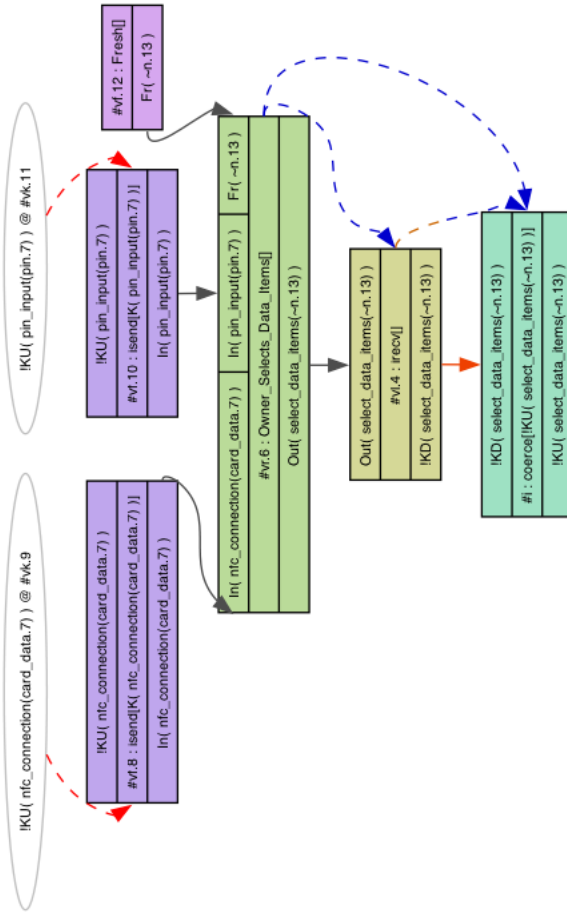 !KU( nfc_connection(card_data.7) ) @ #vk.9
!KU( pin_input(pin.7) ) @ #vk.11
!KU( nfc_connection(card_data.7) )
#vf.8 : isend[K( nfc_connection(card_data.7) )]
In( nfc_connection(card_data.7) )
!KU( pin_input(pin.7) )
#vf.10 : isend[K( pin_input(pin.7) )]
In( pin_input(pin.7) )
#vf.12 : Fresh[]
Fr( ~n.13 )
In( nfc_connection(card_data.7) ) In( pin_input(pin.7) ) Fr( ~n.13 )
#vr.6 : Owner_Selects_Data_Items[]
Out( select_data_items(~n.13) )
Out( select_data_items(~n.13) )
#vl.4 : irecv[]
!KD( select_data_items(~n.13) )
!KD( select_data_items(~n.13) )
#i : coerce[!KU( select_data_items(~n.13) )]
!KU( select_data_items(~n.13) )